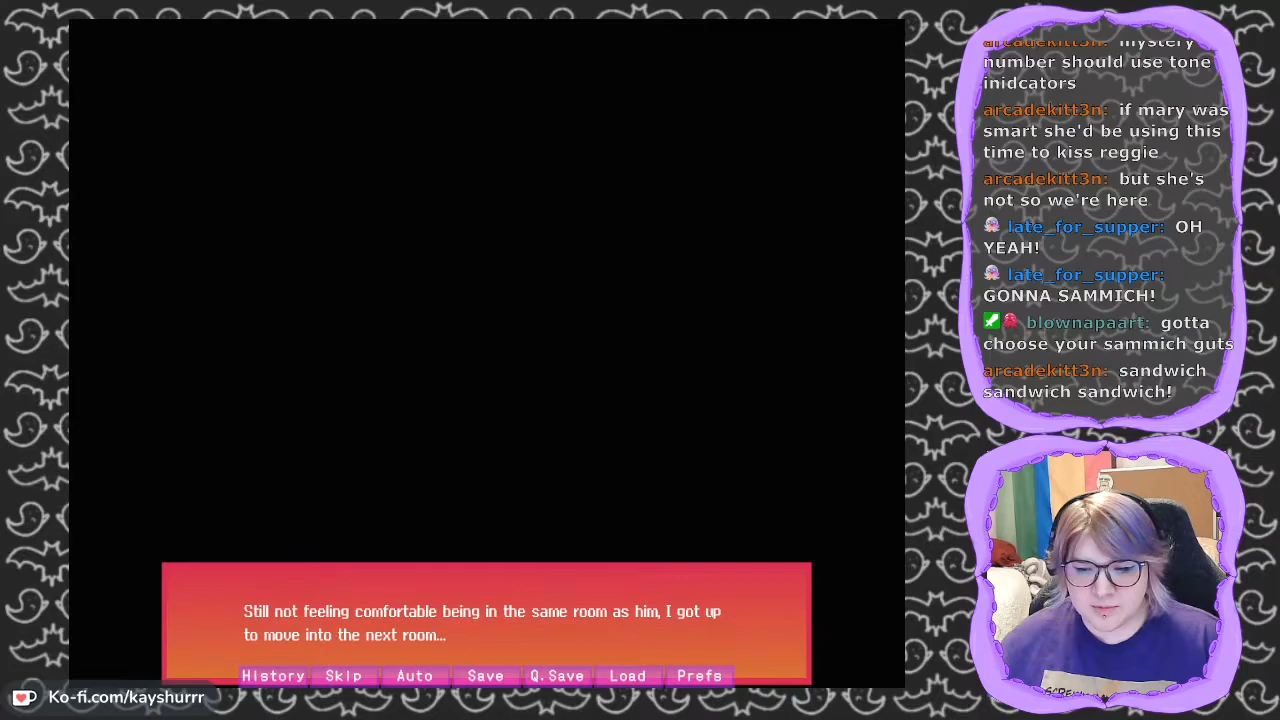 arcadekitt3n: mystery
number should use tone
inidcators
arcadekitt3n: if mary was
smart she'd be using this
time to kiss reggie
arcadekitt3n: but she's
not so we're here
late_for_supper: OH
YEAH!
late_for_supper:
GONNA SAMMICH!
blownapaart: gotta
choose your sammich guts
arcadekitt3n: sandwich
sandwich sandwich!
Still not feeling comfortable being in the same room as him, I got up
to move into the next room...
History Skip Auto Save Q.Save Load Prefs
Ko-fi.com/kayshurrr